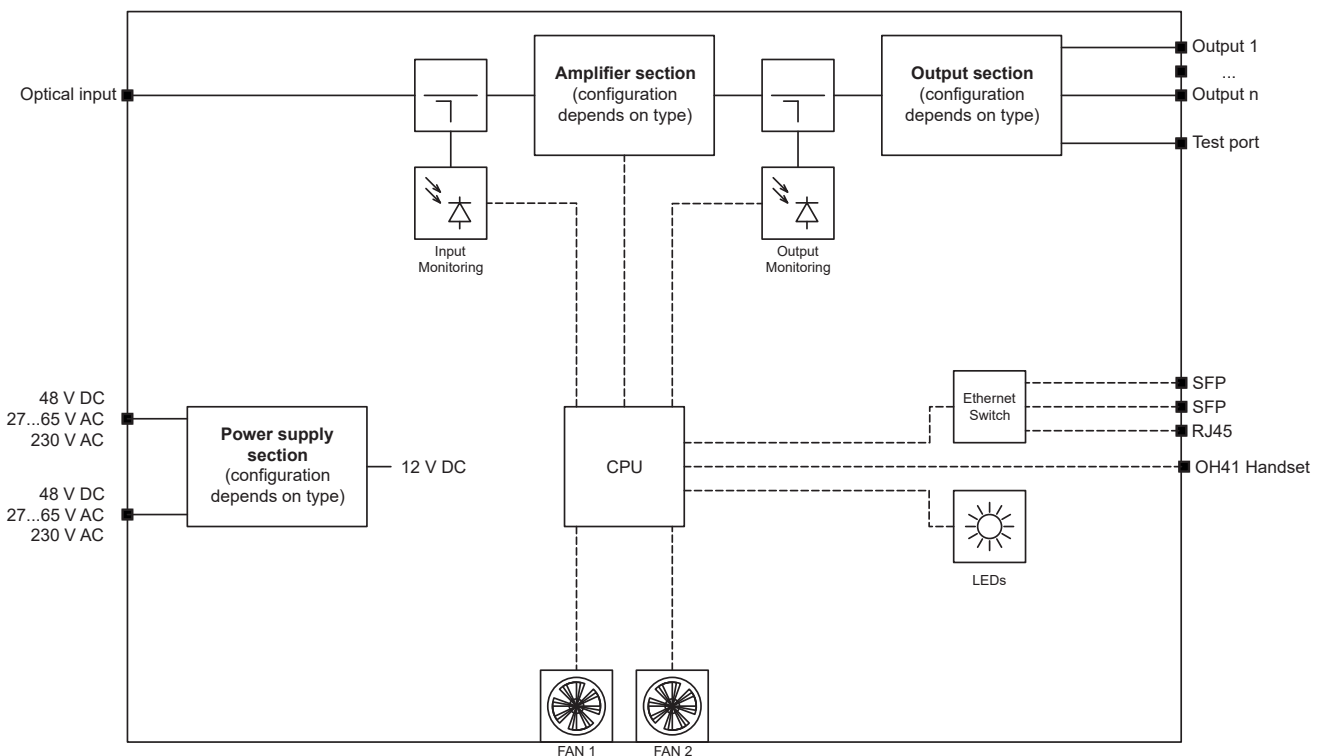 Optical input
Amplifier section
(configuration
depends on type)
Output section
(configuration
depends on type)
Output 1
...
Output n
Test port
Input
Monitoring
Output
Monitoring
48 V DC
27...65 V AC
230 V AC
48 V DC
27...65 V AC
230 V AC
Power supply
section
(configuration
depends on type)
12 V DC
CPU
Ethernet
Switch
SFP
SFP
RJ45
OH41 Handset
LEDs
FAN 1
FAN 2